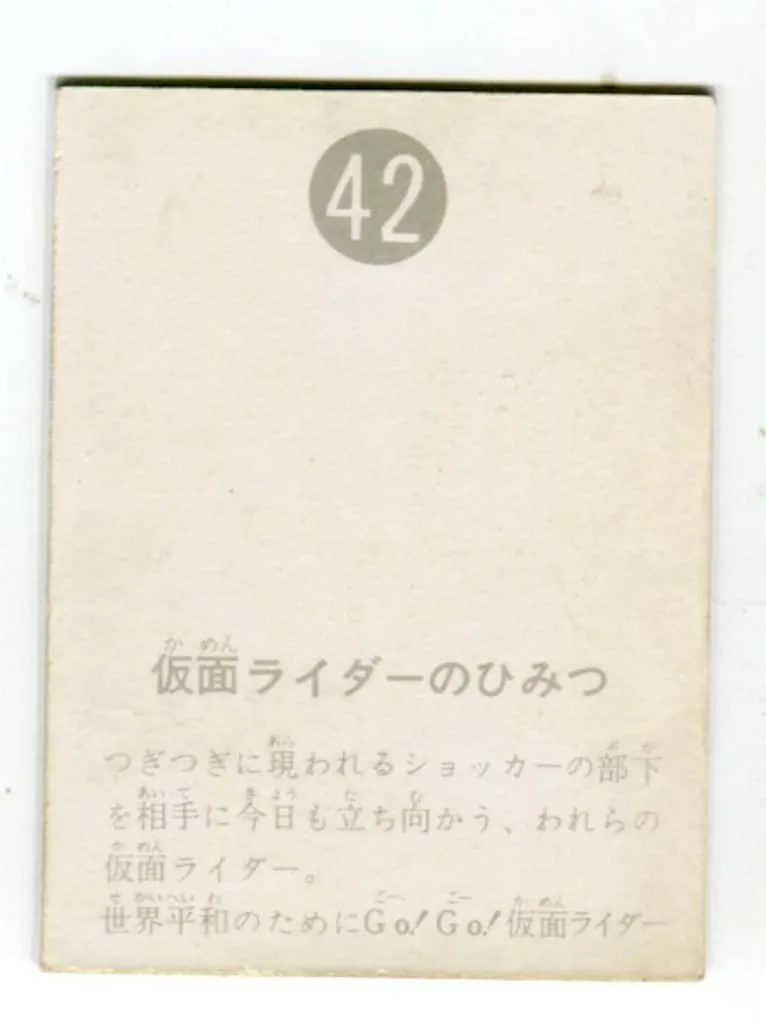 42
仮面ライダーのひみつ
つぎつぎに現われるショッカーの部下
を相手に今日も立ち向かう、われらの
仮面ライダー。
世界平和のためにGo! Go! 仮面ライダー